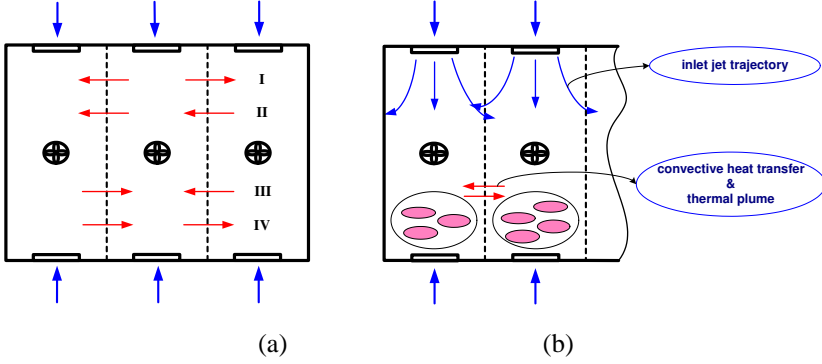 I
II
III
IV
inlet jet trajectory
convective heat transfer
&
thermal plume
(a)
(b)